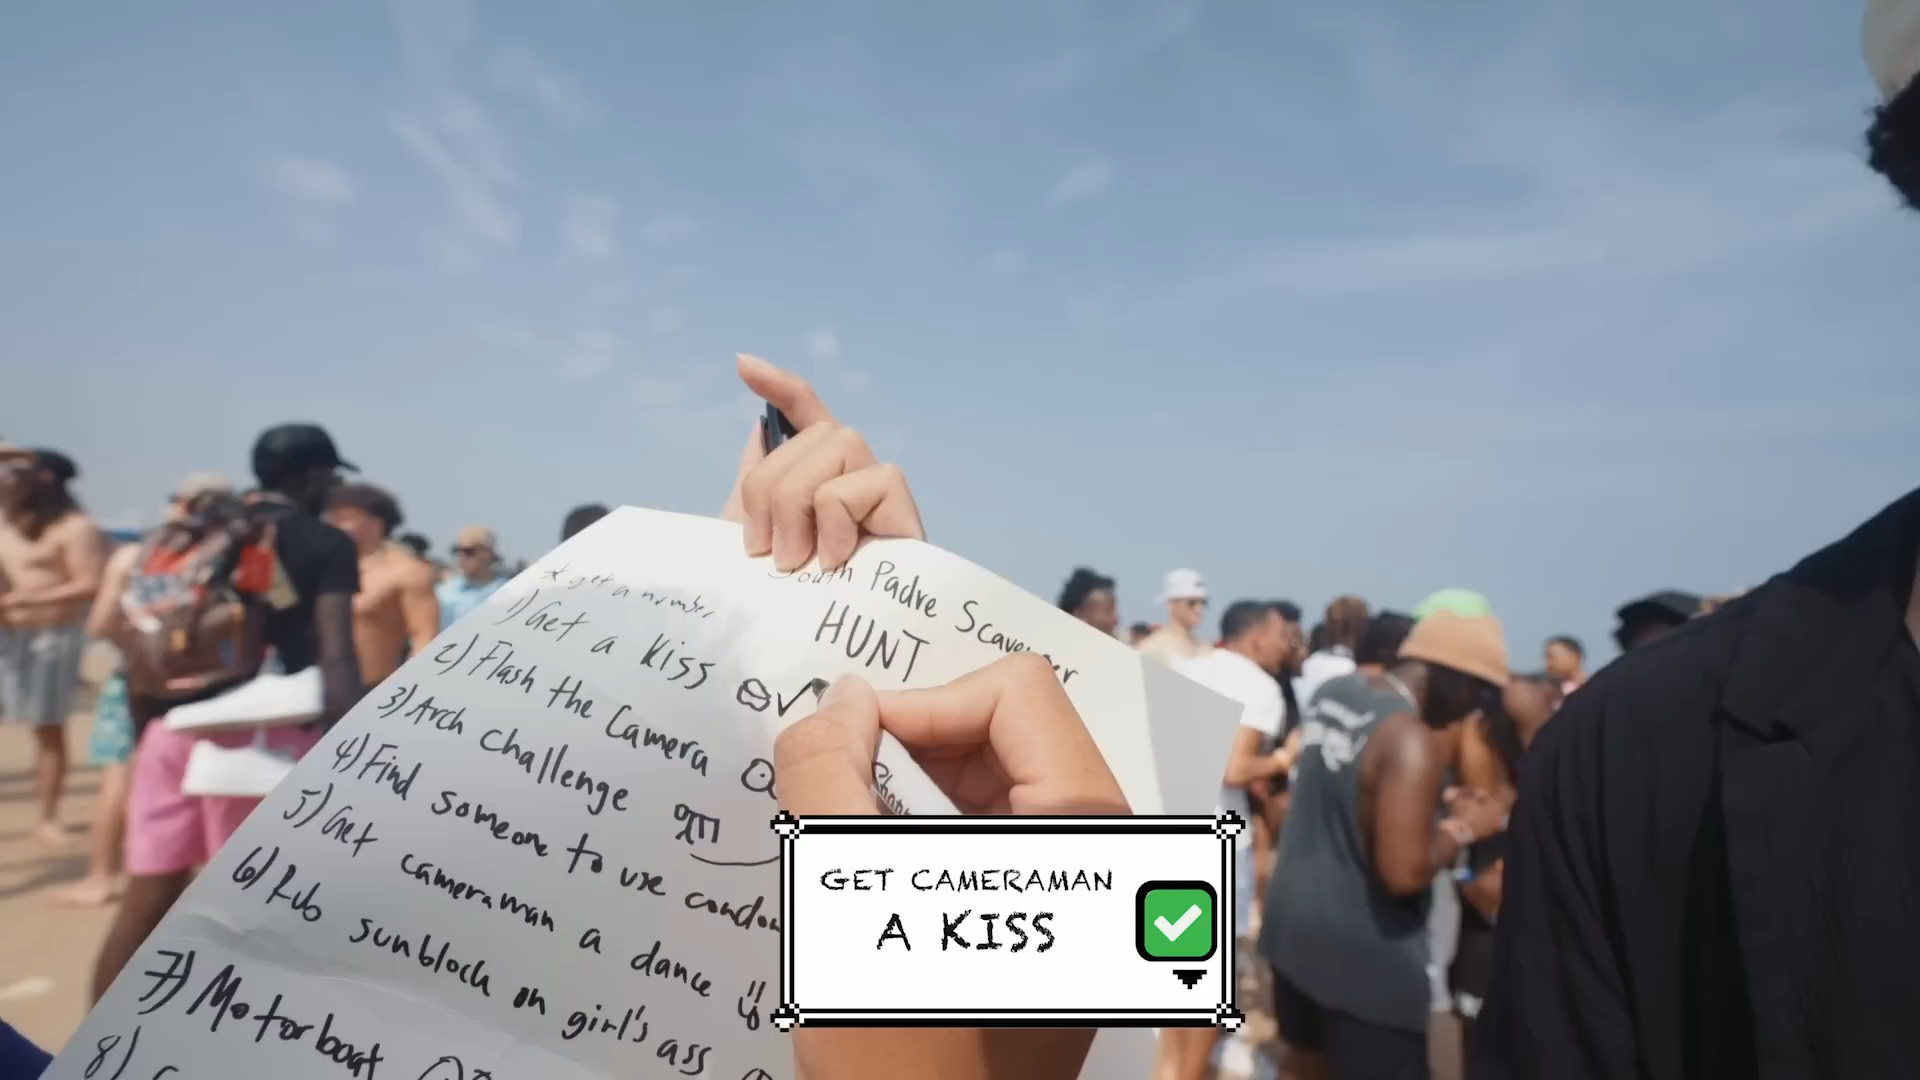 South Padre Scavenger
HUNT
* get a number
1) Get a Kiss
2) Flash the Camera
3) Arch challenge
4) Find someone to use condom
5) Get cameraman a dance
6) Rub sunblock on girl's ass
7) Motorboat
8)
GET CAMERAMAN
A KISS